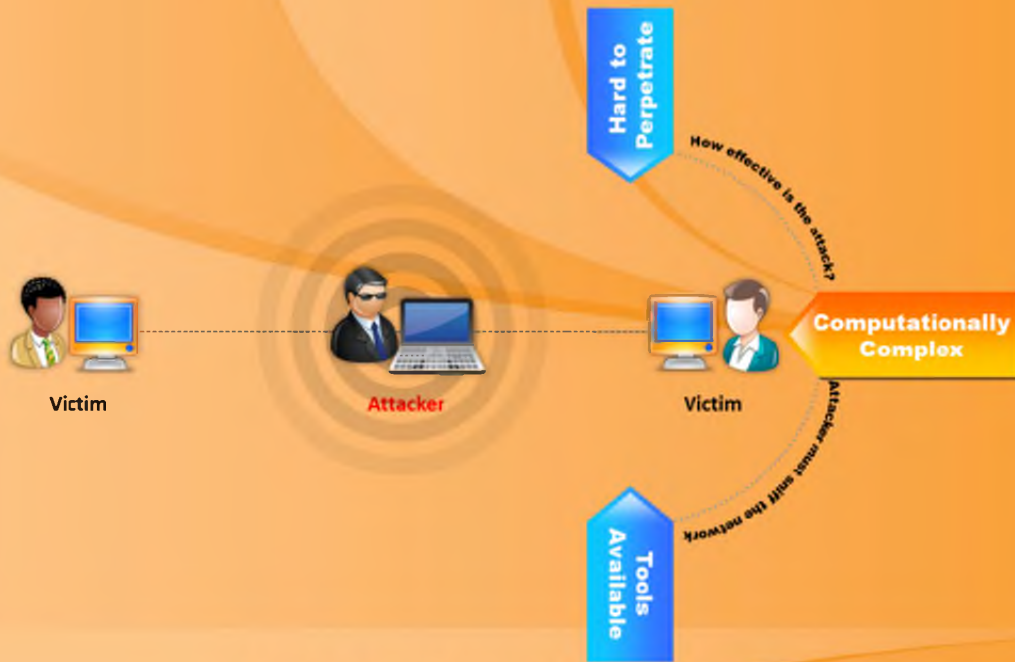 Hard to
Perpetrate
How effective is the attack?
Computationally
Complex
Victim
Attacker
Victim
Attacker must sniff the network
Tools
Available